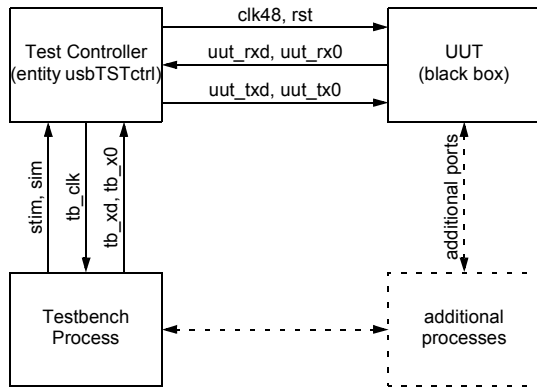 clk48, rst
Test Controller
(entity usbTSTctrl)
uut_rxd, uut_rx0
UUT
(black box)
uut_txd, uut_tx0
stim, sim
tb_clk
tb_xd, tb_x0
additional ports
Testbench
Process
additional
processes